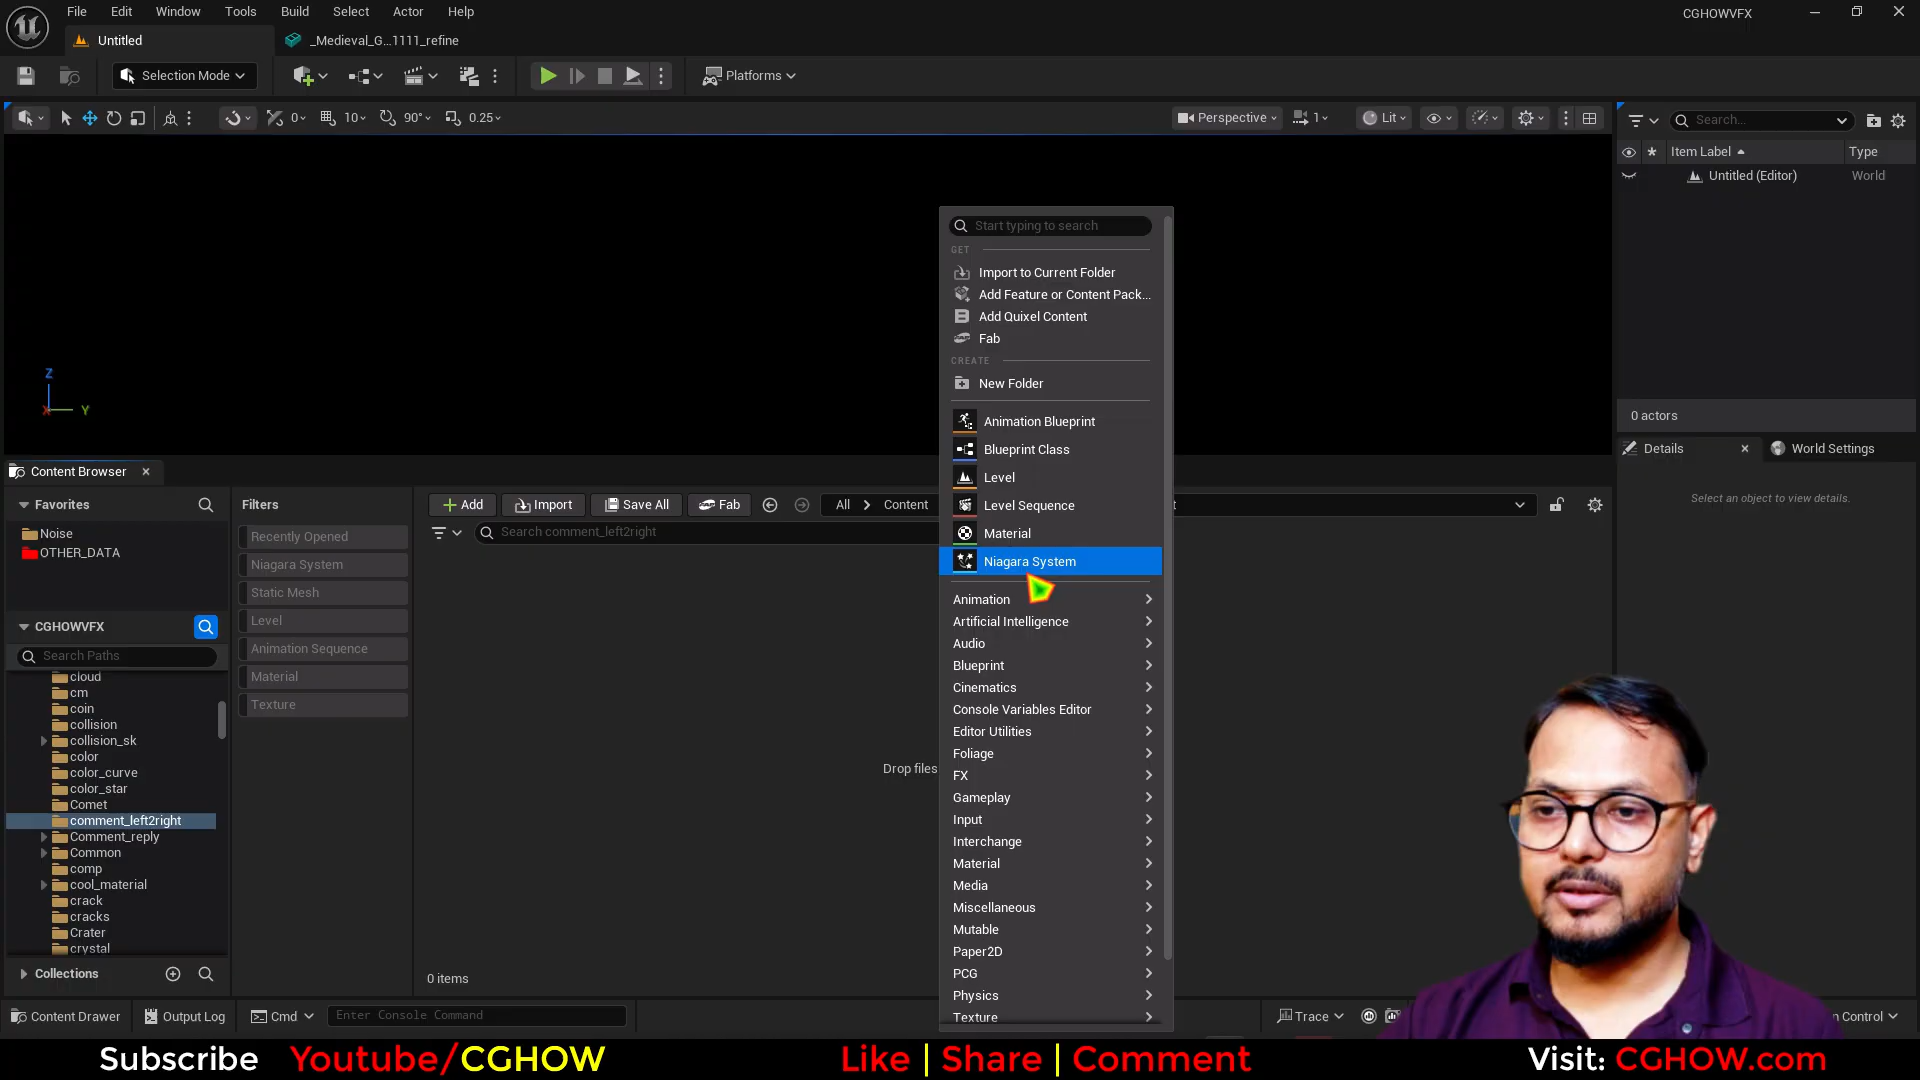 File Edit Window Tools Build Select Actor Help
CGHOWVFX
Untitled
_Medieval_G...1111_refine
Selection Mode
Platforms
0
10
90°
0.25
Perspective
1
Lit
Search...
Item Label
Type
Untitled (Editor)
World
Z
X
Y
0 actors
Details
World Settings
Select an object to view details.
Start typing to search
GET
Import to Current Folder
Add Feature or Content Pack...
Add Quixel Content
Fab
CREATE
New Folder
Animation Blueprint
Blueprint Class
Level
Level Sequence
Material
Niagara System
Animation
Artificial Intelligence
Audio
Blueprint
Cinematics
Console Variables Editor
Editor Utilities
Foliage
FX
Gameplay
Input
Interchange
Material
Media
Miscellaneous
Mutable
Paper2D
PCG
Physics
Texture
Content Browser
Favorites
Noise
OTHER_DATA
CGHOWVFX
Search Paths
cloud
cm
coin
collision
collision_sk
color
color_curve
color_star
Comet
comment_left2right
Comment_reply
Common
comp
cool_material
crack
cracks
Crater
crystal
Collections
Filters
Recently Opened
Niagara System
Static Mesh
Level
Animation Sequence
Material
Texture
Add
Import
Save All
Fab
All
Content
t
Search comment_left2right
Drop files
0 items
Content Drawer
Output Log
Cmd
Enter Console Command
Trace
n Control
Subscribe Youtube/CGHOW
Like | Share | Comment
Visit: CGHOW.com